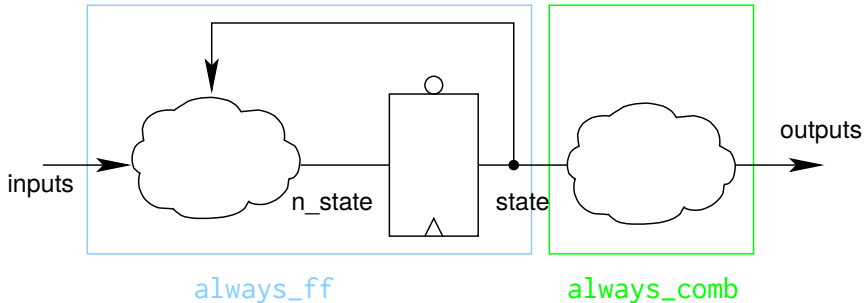 outputs
inputs
n_state
state
always_ff
always_comb